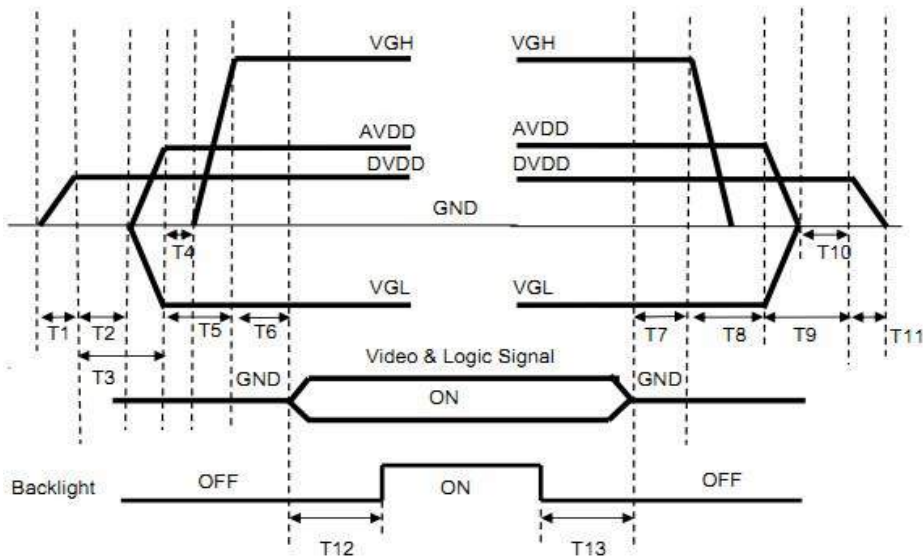 VGH VGH
AVDD AVDD
DVDD DVDD
GND
T4 T10
VGL VGL
T1 T2 T5 T6 T7 T8 T9 T11
T3 Video & Logic Signal
GND GND
ON
OFF OFF
Backlight ON
T12 T13